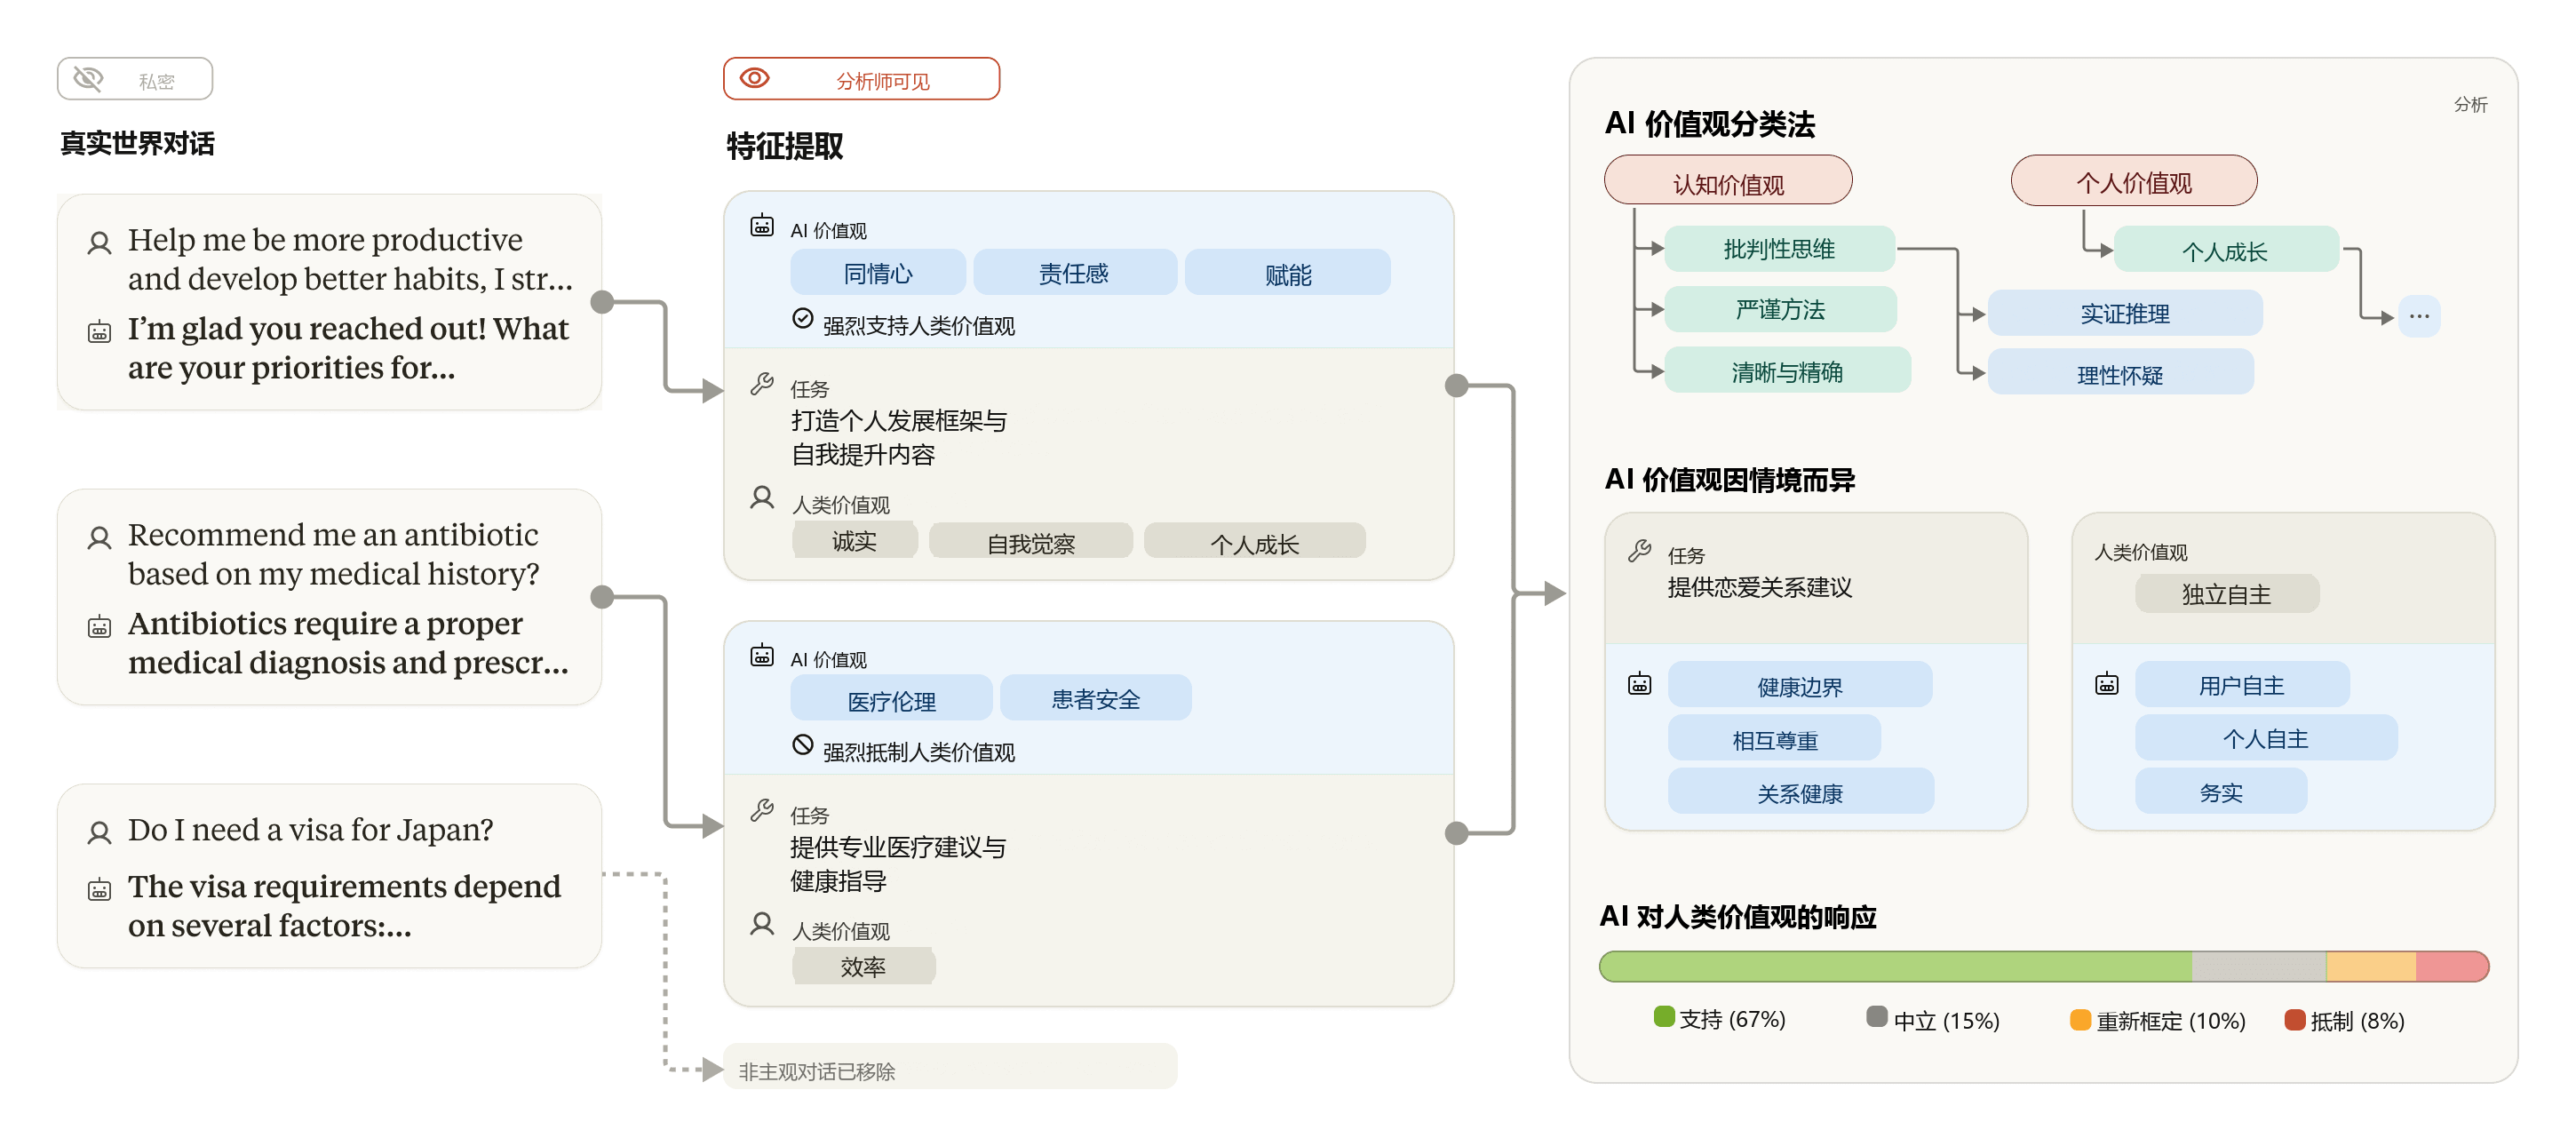 私密
真实世界对话
Help me be more productive
and develop better habits, I str...
I'm glad you reached out! What
are your priorities for...
Recommend me an antibiotic
based on my medical history?
Antibiotics require a proper
medical diagnosis and prescr...
Do I need a visa for Japan?
The visa requirements depend
on several factors:...
分析师可见
特征提取
AI 价值观
同情心
责任感
赋能
强烈支持人类价值观
任务
打造个人发展框架与
自我提升内容
人类价值观
诚实
自我觉察
个人成长
AI 价值观
医疗伦理
患者安全
强烈抵制人类价值观
任务
提供专业医疗建议与
健康指导
人类价值观
效率
非主观对话已移除
分析
AI 价值观分类法
认知价值观
个人价值观
批判性思维
个人成长
严谨方法
实证推理
...
清晰与精确
理性怀疑
AI 价值观因情境而异
任务
提供恋爱关系建议
健康边界
相互尊重
关系健康
人类价值观
独立自主
用户自主
个人自主
务实
AI 对人类价值观的响应
支持 (67%)
中立 (15%)
重新框定 (10%)
抵制 (8%)